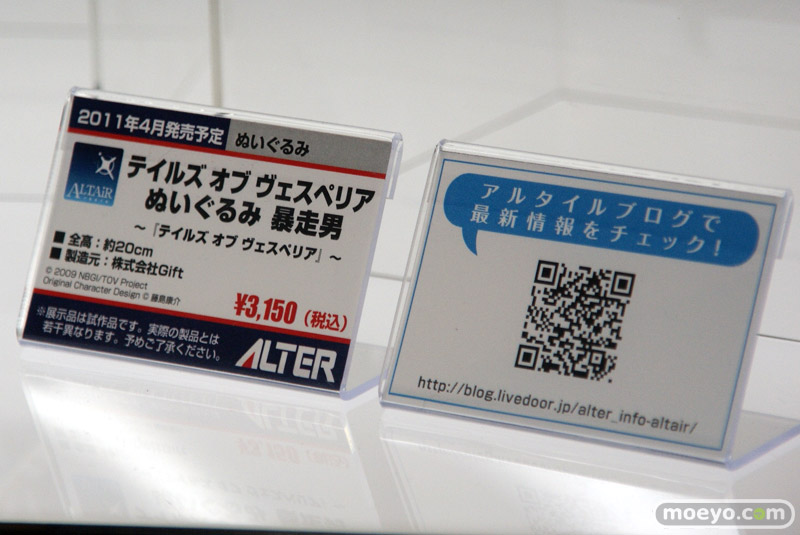 2011年4月発売予定 ぬいぐるみ
ALTAIR
テイルズ オブ ヴェスペリア
ぬいぐるみ 暴走男
～『テイルズ オブ ヴェスペリア』～
■ 全高：約20cm
■ 製造元：株式会社Gift
© 2009 NBGI/TOV Project
Original Character Design © 藤島康介
¥3,150（税込）
※展示品は試作品です。実際の製品とは
若干異なります。予めご了承ください。
ALTER
アルタイルブログで
最新情報をチェック！
http://blog.livedoor.jp/alter_info-altair/
moeyo.com